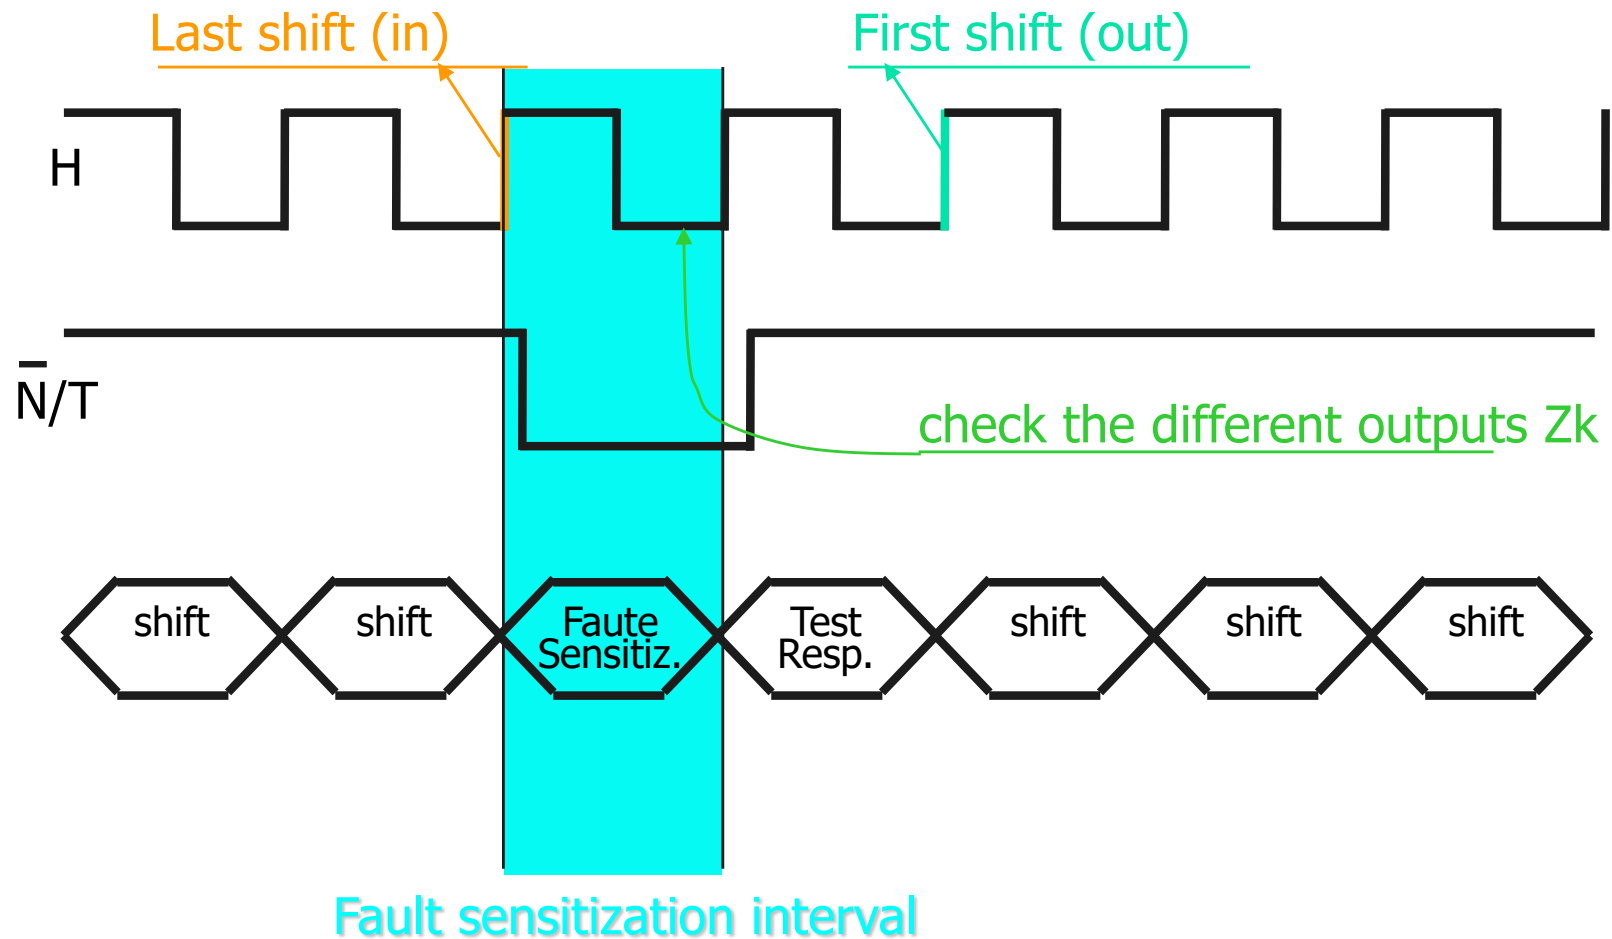 Last shift (in)
First shift (out)
H
N̅/T
check the different outputs Zk
shift
shift
Faute
Sensitiz.
Test
Resp.
shift
shift
shift
Fault sensitization interval